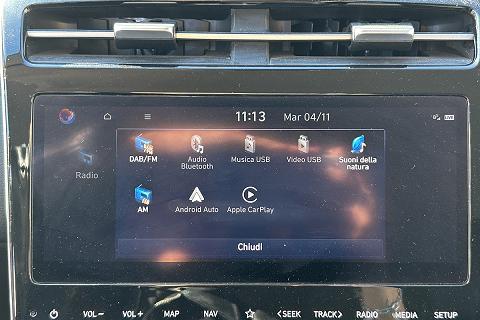 11:13
Mar 04/11
LIVE
Radio
DAB/FM
Audio
Bluetooth
Musica USB
Video USB
Suoni della
natura
AM
Android Auto
Apple CarPlay
Chiudi
VOL−
VOL+
MAP
NAV
<SEEK
TRACK>
RADIO
MEDIA
SETUP